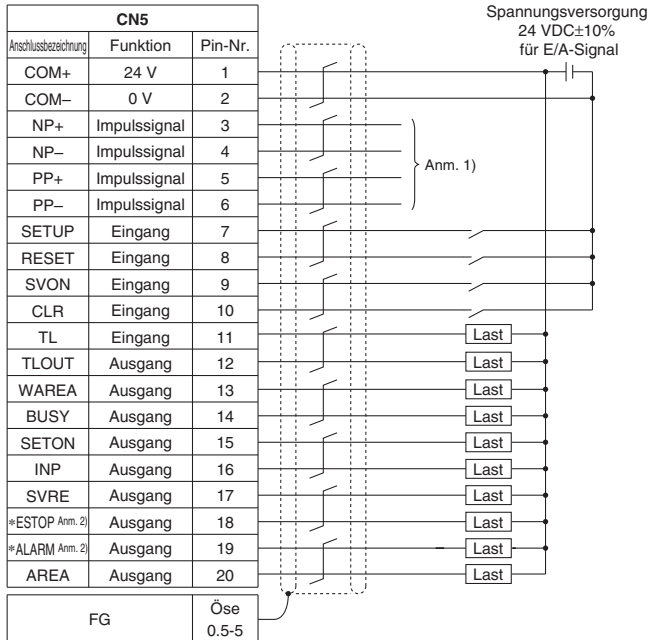 Spannungsversorgung
24 VDC±10%
für E/A-Signal
CN5
Anschlussbezeichnung Funktion Pin-Nr.
COM+ 24 V 1
COM– 0 V 2
NP+ Impulssignal 3
NP– Impulssignal 4
PP+ Impulssignal 5
PP– Impulssignal 6
Anm. 1)
SETUP Eingang 7
RESET Eingang 8
SVON Eingang 9
CLR Eingang 10
TL Eingang 11 Last
TLOUT Ausgang 12 Last
WAREA Ausgang 13 Last
BUSY Ausgang 14 Last
SETON Ausgang 15 Last
INP Ausgang 16 Last
SVRE Ausgang 17 Last
*ESTOP Anm. 2) Ausgang 18 Last
*ALARM Anm. 2) Ausgang 19 Last
AREA Ausgang 20 Last
FG Öse
0.5-5